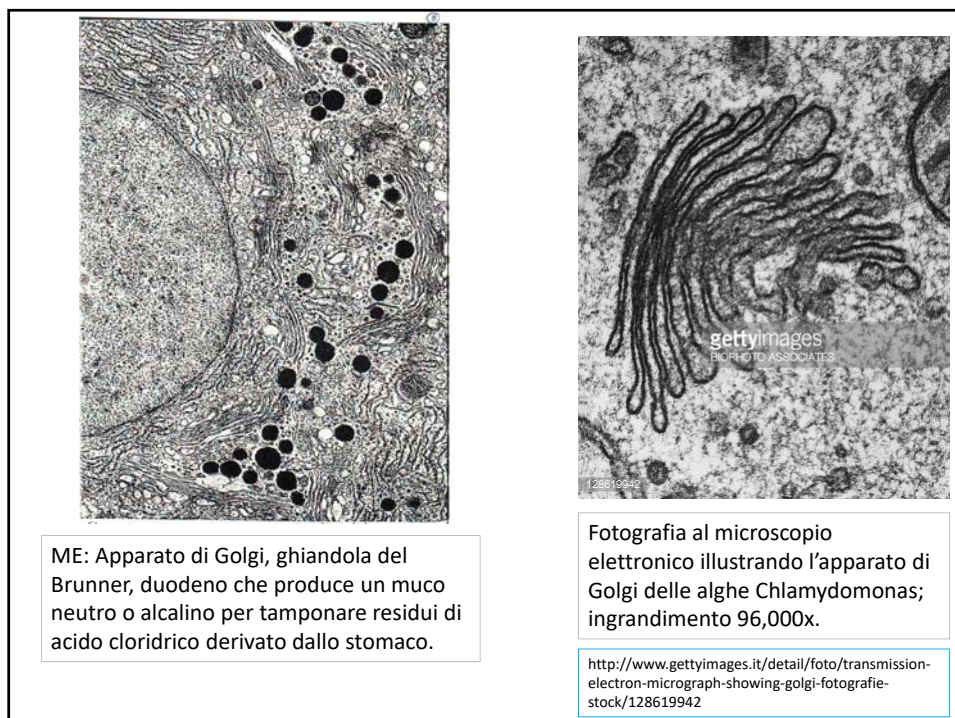 ME: Apparato di Golgi, ghiandola del
Brunner, duodeno che produce un muco
neutro o alcalino per tamponare residui di
acido cloridrico derivato dallo stomaco.
gettyimages
BIOPHOTO ASSOCIATES
128619942
Fotografia al microscopio
elettronico illustrando l’apparato di
Golgi delle alghe Chlamydomonas;
ingrandimento 96,000x.
http://www.gettyimages.it/detail/foto/transmission-
electron-micrograph-showing-golgi-fotografie-
stock/128619942